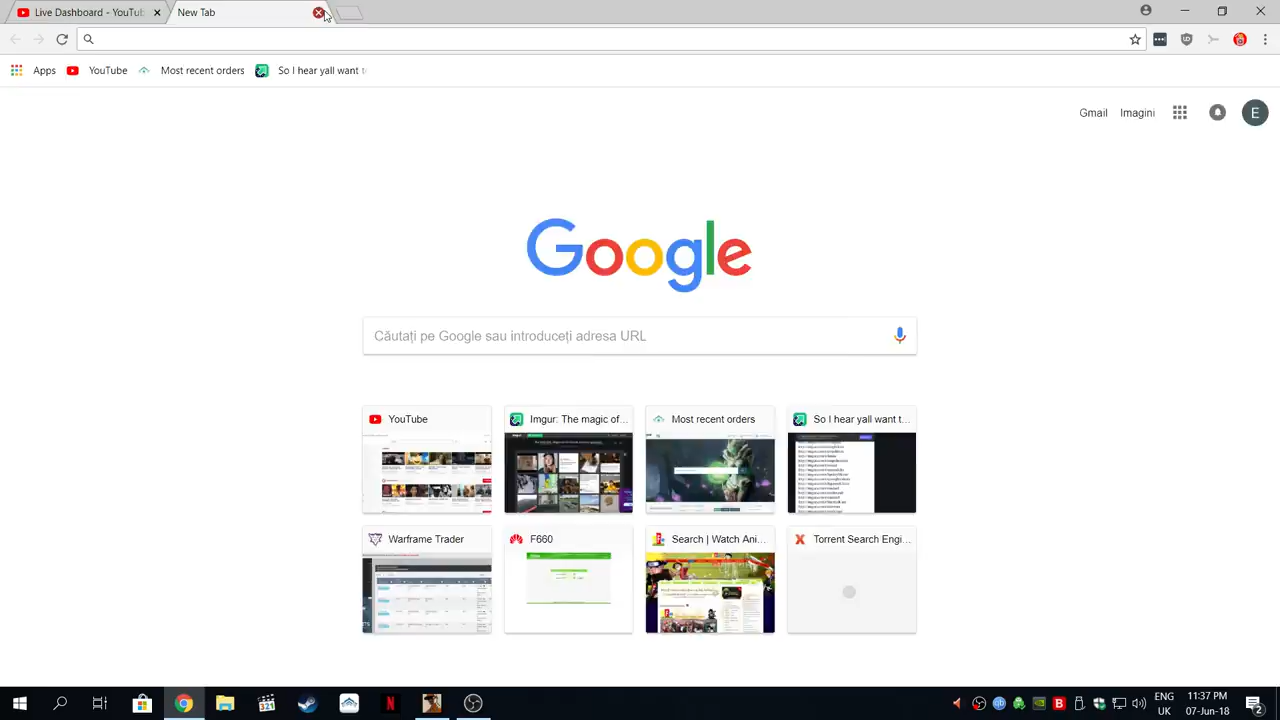 Live Dashboard - YouTub
New Tab
Apps
YouTube
Most recent orders
So I hear yall want t
Gmail
Imagini
E
Google
Căutați pe Google sau introduceți adresa URL
YouTube
Imgur: The magic of...
Most recent orders
So I hear yall want t...
Warframe Trader
F660
Search | Watch Ani...
Torrent Search Engi...
ENG
UK
11:37 PM
07-Jun-18